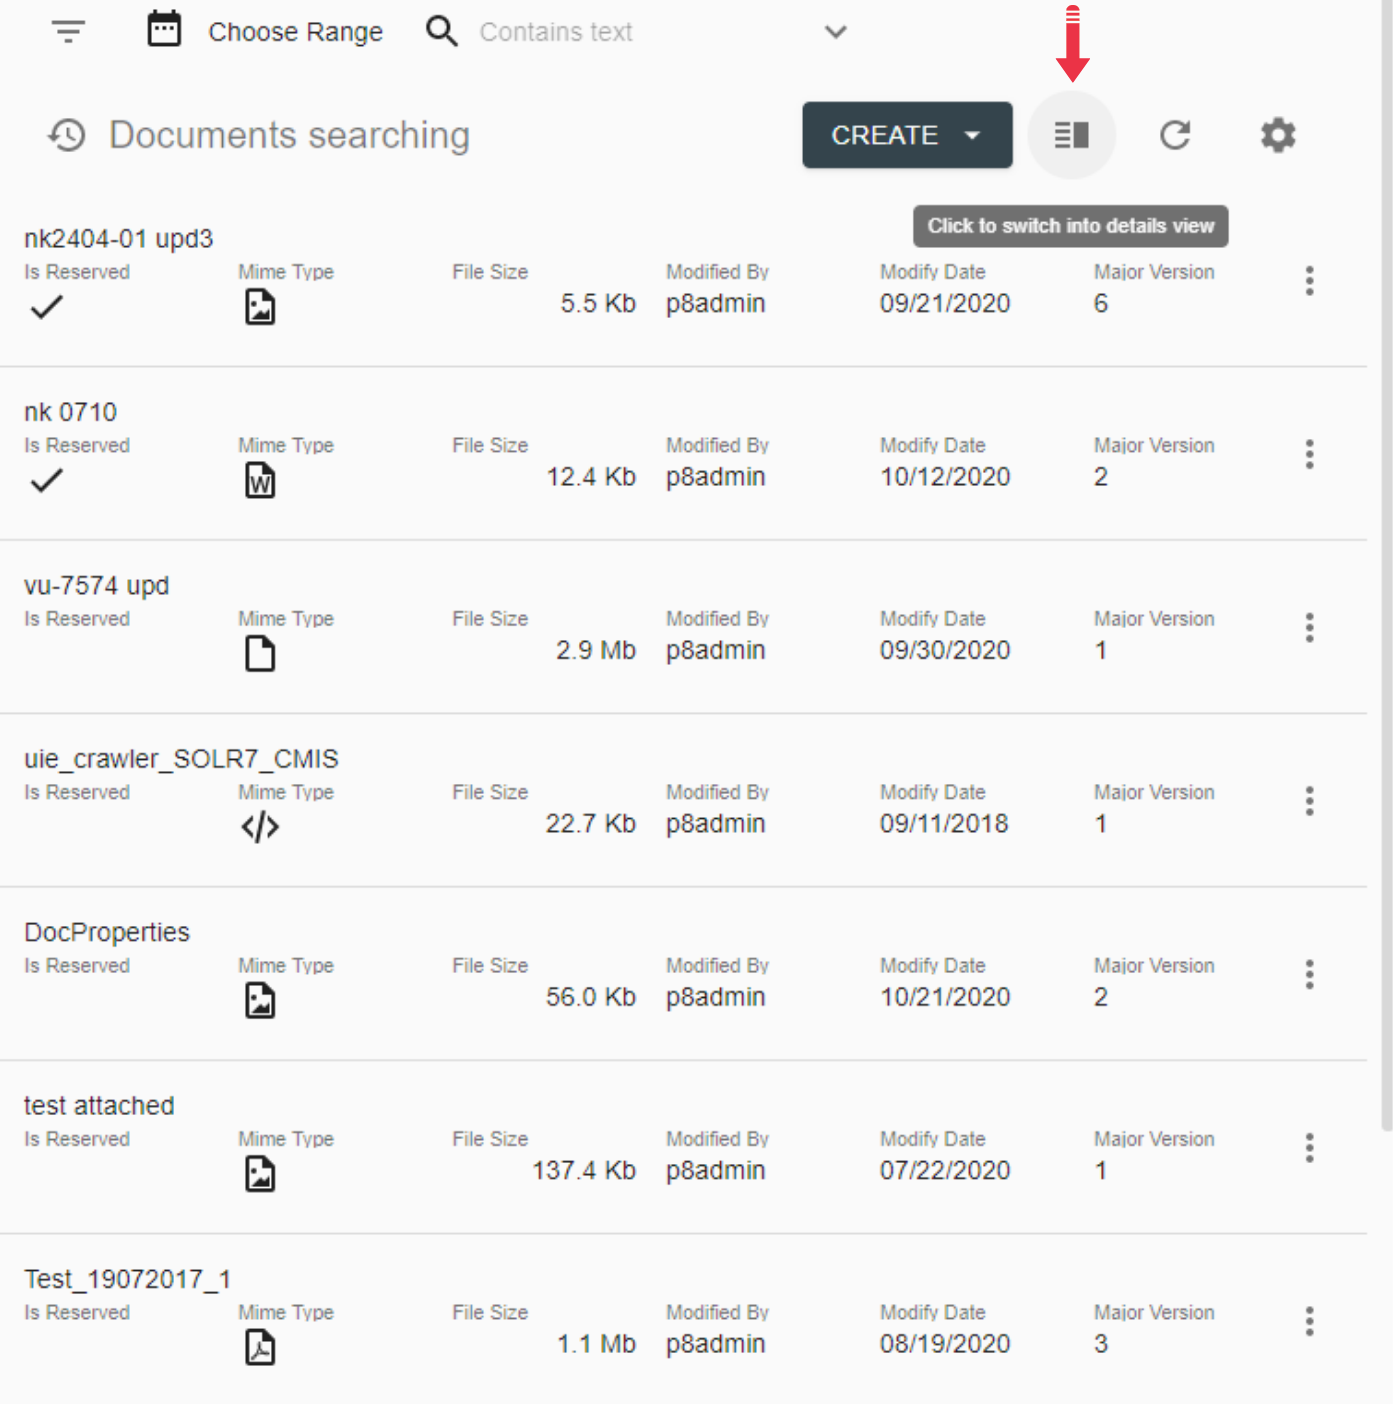 Choose Range Contains text
Documents searching CREATE
Click to switch into details view
nk2404-01 upd3
Is Reserved Mime Type File Size Modified By Modify Date Major Version
5.5 Kb p8admin 09/21/2020 6
nk 0710
Is Reserved Mime Type File Size Modified By Modify Date Major Version
12.4 Kb p8admin 10/12/2020 2
vu-7574 upd
Is Reserved Mime Type File Size Modified By Modify Date Major Version
2.9 Mb p8admin 09/30/2020 1
uie_crawler_SOLR7_CMIS
Is Reserved Mime Type File Size Modified By Modify Date Major Version
22.7 Kb p8admin 09/11/2018 1
DocProperties
Is Reserved Mime Type File Size Modified By Modify Date Major Version
56.0 Kb p8admin 10/21/2020 2
test attached
Is Reserved Mime Type File Size Modified By Modify Date Major Version
137.4 Kb p8admin 07/22/2020 1
Test_19072017_1
Is Reserved Mime Type File Size Modified By Modify Date Major Version
1.1 Mb p8admin 08/19/2020 3